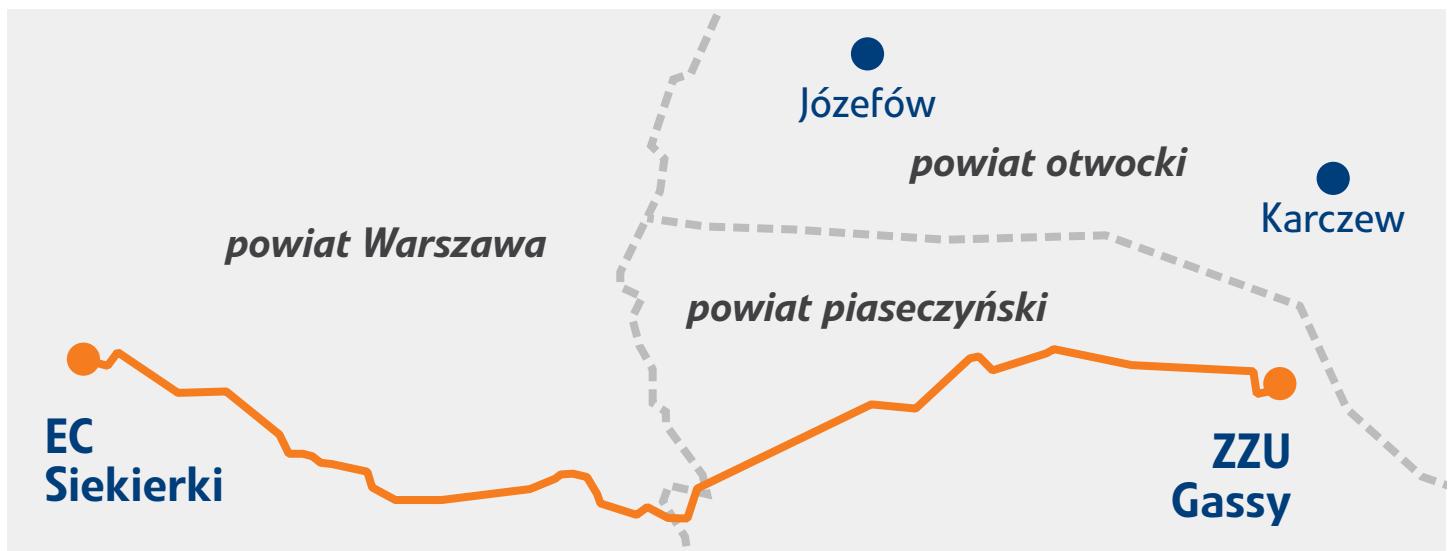 Józefów
powiat otwocki
Karczew
powiat Warszawa
powiat piaseczyński
EC
Siekierki
ZZU
Gassy